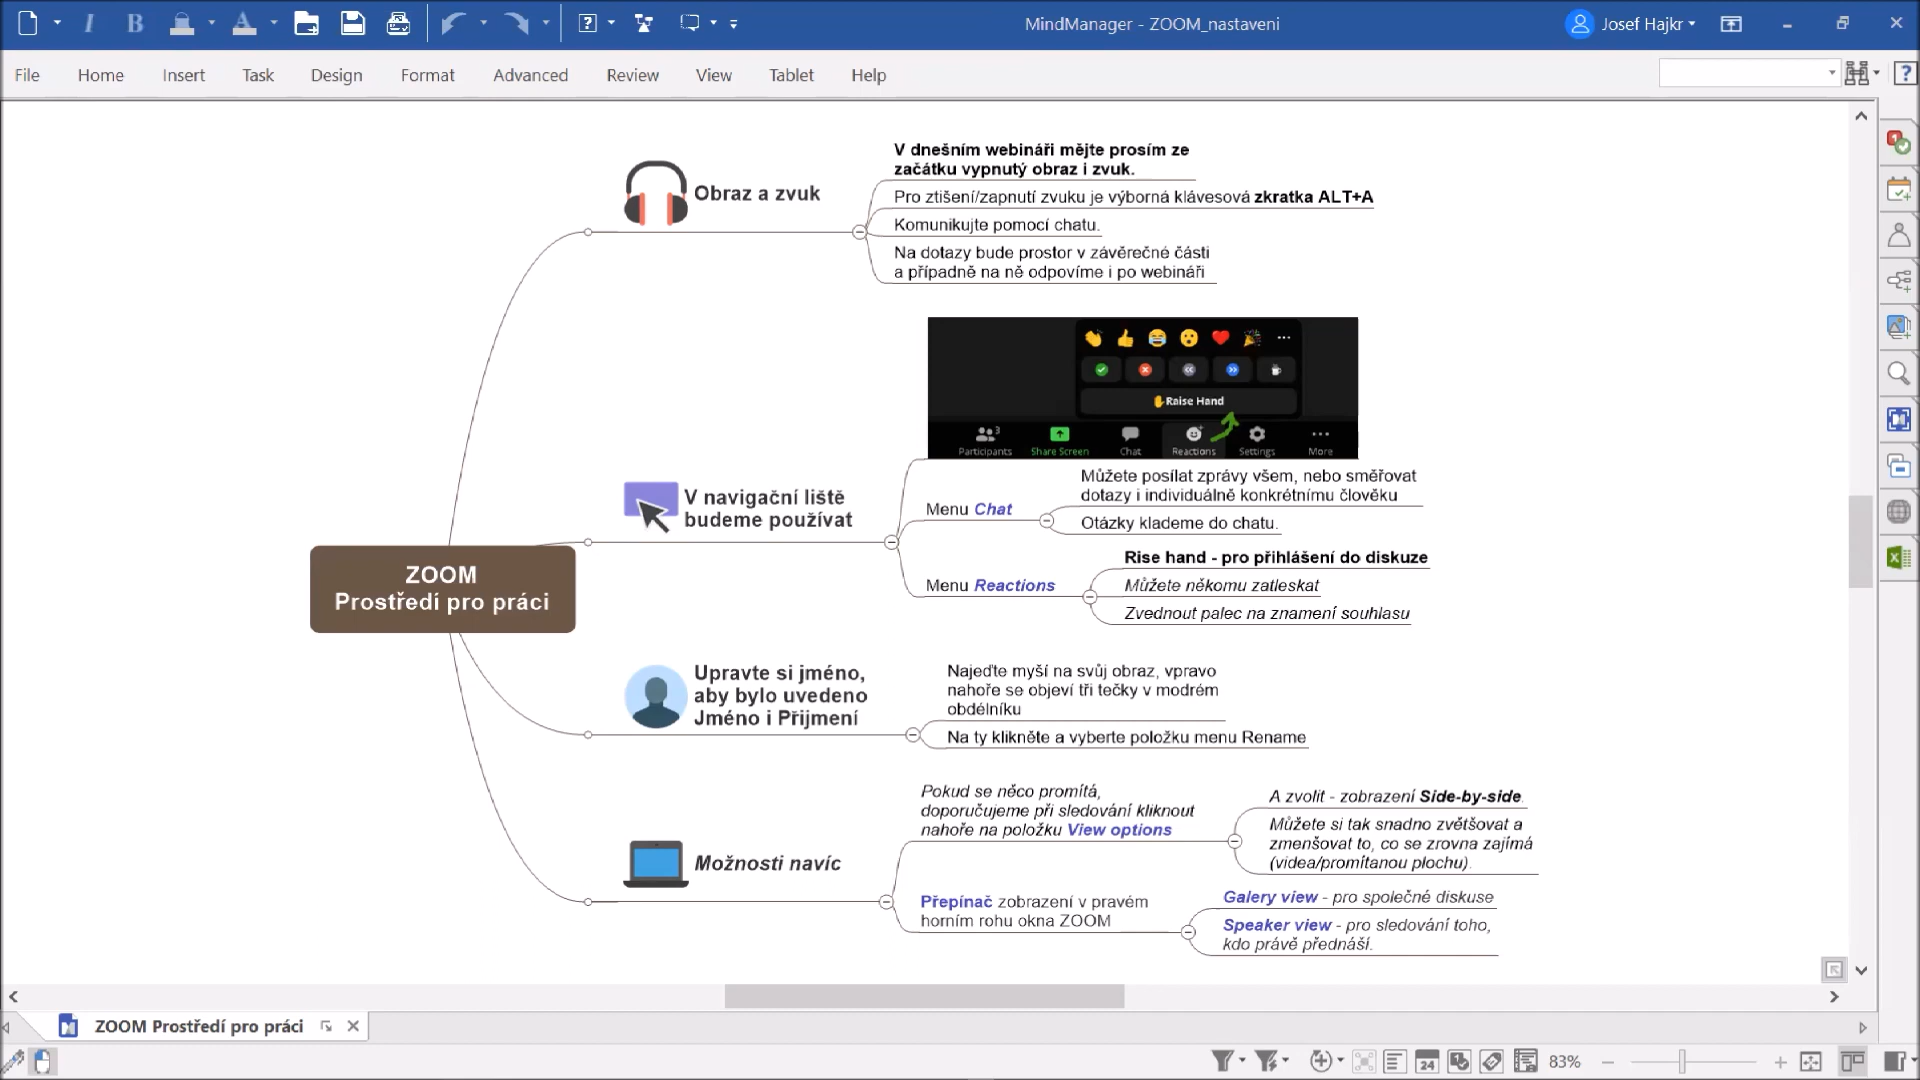 MindManager - ZOOM_nastaveni
Josef Hajkr
File
Home
Insert
Task
Design
Format
Advanced
Review
View
Tablet
Help
V dnešním webináři mějte prosím ze
začátku vypnutý obraz i zvuk.
Obraz a zvuk
Pro ztišení/zapnutí zvuku je výborná klávesová zkratka ALT+A
Komunikujte pomocí chatu.
Na dotazy bude prostor v závěrečné části
a případně na ně odpovíme i po webináři
Raise Hand
3
Participants
Share Screen
Chat
Reactions
Settings
More
V navigační liště
budeme používat
Menu Chat
Můžete posílat zprávy všem, nebo směřovat
dotazy i individuálně konkrétnímu člověku
Otázky klademe do chatu.
Menu Reactions
Rise hand - pro přihlášení do diskuze
Můžete někomu zatleskat
Zvednout palec na znamení souhlasu
ZOOM
Prostředí pro práci
Upravte si jméno,
aby bylo uvedeno
Jméno i Přijmení
Najeďte myší na svůj obraz, vpravo
nahoře se objeví tři tečky v modrém
obdélníku
Na ty klikněte a vyberte položku menu Rename
Možnosti navíc
Pokud se něco promítá,
doporučujeme při sledování kliknout
nahoře na položku View options
A zvolit - zobrazení Side-by-side.
Můžete si tak snadno zvětšovat a
zmenšovat to, co se zrovna zajímá
(videa/promítanou plochu).
Přepínač zobrazení v pravém
horním rohu okna ZOOM
Galery view - pro společné diskuse
Speaker view - pro sledování toho,
kdo právě přednáší.
ZOOM Prostředí pro práci
24
83%